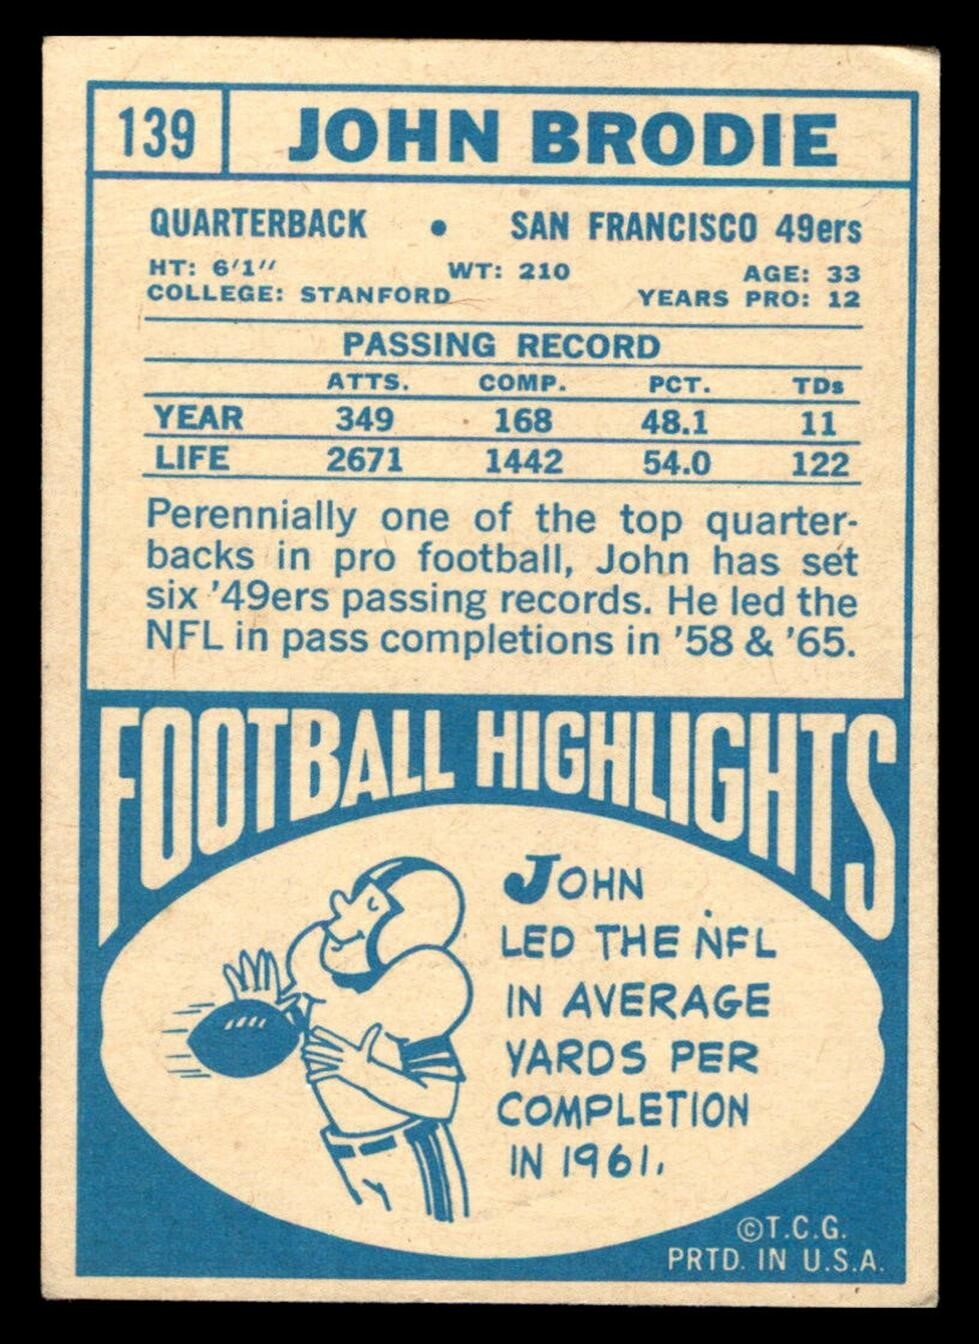 139 JOHN BRODIE
QUARTERBACK • SAN FRANCISCO 49ers
HT: 6'1" WT: 210 AGE: 33
COLLEGE: STANFORD YEARS PRO: 12
PASSING RECORD
ATTS. COMP. PCT. TDs
YEAR 349 168 48.1 11
LIFE 2671 1442 54.0 122
Perennially one of the top quarter-
backs in pro football, John has set
six '49ers passing records. He led the
NFL in pass completions in '58 & '65.
FOOTBALL HIGHLIGHTS
JOHN
LED THE NFL
IN AVERAGE
YARDS PER
COMPLETION
IN 1961.
©T.C.G.
PRTD. IN U.S.A.